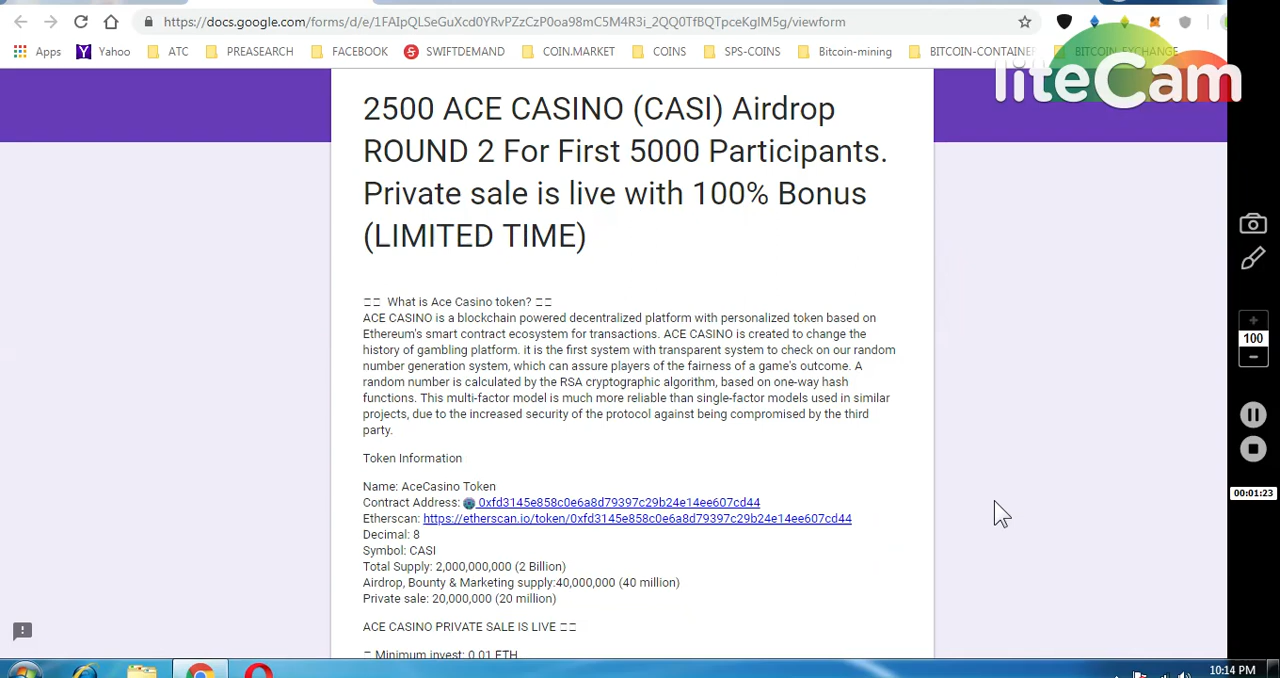 https://docs.google.com/forms/d/e/1FAIpQLSeGuXcd0YRvPZzCzP0oa98mC5M4R3i_2QQ0TfBQTpceKgIM5g/viewform
Apps Yahoo ATC PREASEARCH FACEBOOK SWIFTDEMAND COIN.MARKET COINS SPS-COINS Bitcoin-mining BITCOIN-CONTAINE BITCOIN-EXCHANGE
liteCam
2500 ACE CASINO (CASI) Airdrop
ROUND 2 For First 5000 Participants.
Private sale is live with 100% Bonus
(LIMITED TIME)
What is Ace Casino token?
ACE CASINO is a blockchain powered decentralized platform with personalized token based on
Ethereum's smart contract ecosystem for transactions. ACE CASINO is created to change the
history of gambling platform. it is the first system with transparent system to check on our random
number generation system, which can assure players of the fairness of a game's outcome. A
random number is calculated by the RSA cryptographic algorithm, based on one-way hash
functions. This multi-factor model is much more reliable than single-factor models used in similar
projects, due to the increased security of the protocol against being compromised by the third
party.
Token Information
Name: AceCasino Token
Contract Address: 0xfd3145e858c0e6a8d79397c29b24e14ee607cd44
Etherscan: https://etherscan.io/token/0xfd3145e858c0e6a8d79397c29b24e14ee607cd44
Decimal: 8
Symbol: CASI
Total Supply: 2,000,000,000 (2 Billion)
Airdrop, Bounty & Marketing supply:40,000,000 (40 million)
Private sale: 20,000,000 (20 million)
ACE CASINO PRIVATE SALE IS LIVE
Minimum invest: 0.01 ETH
100
00:01:23
10:14 PM